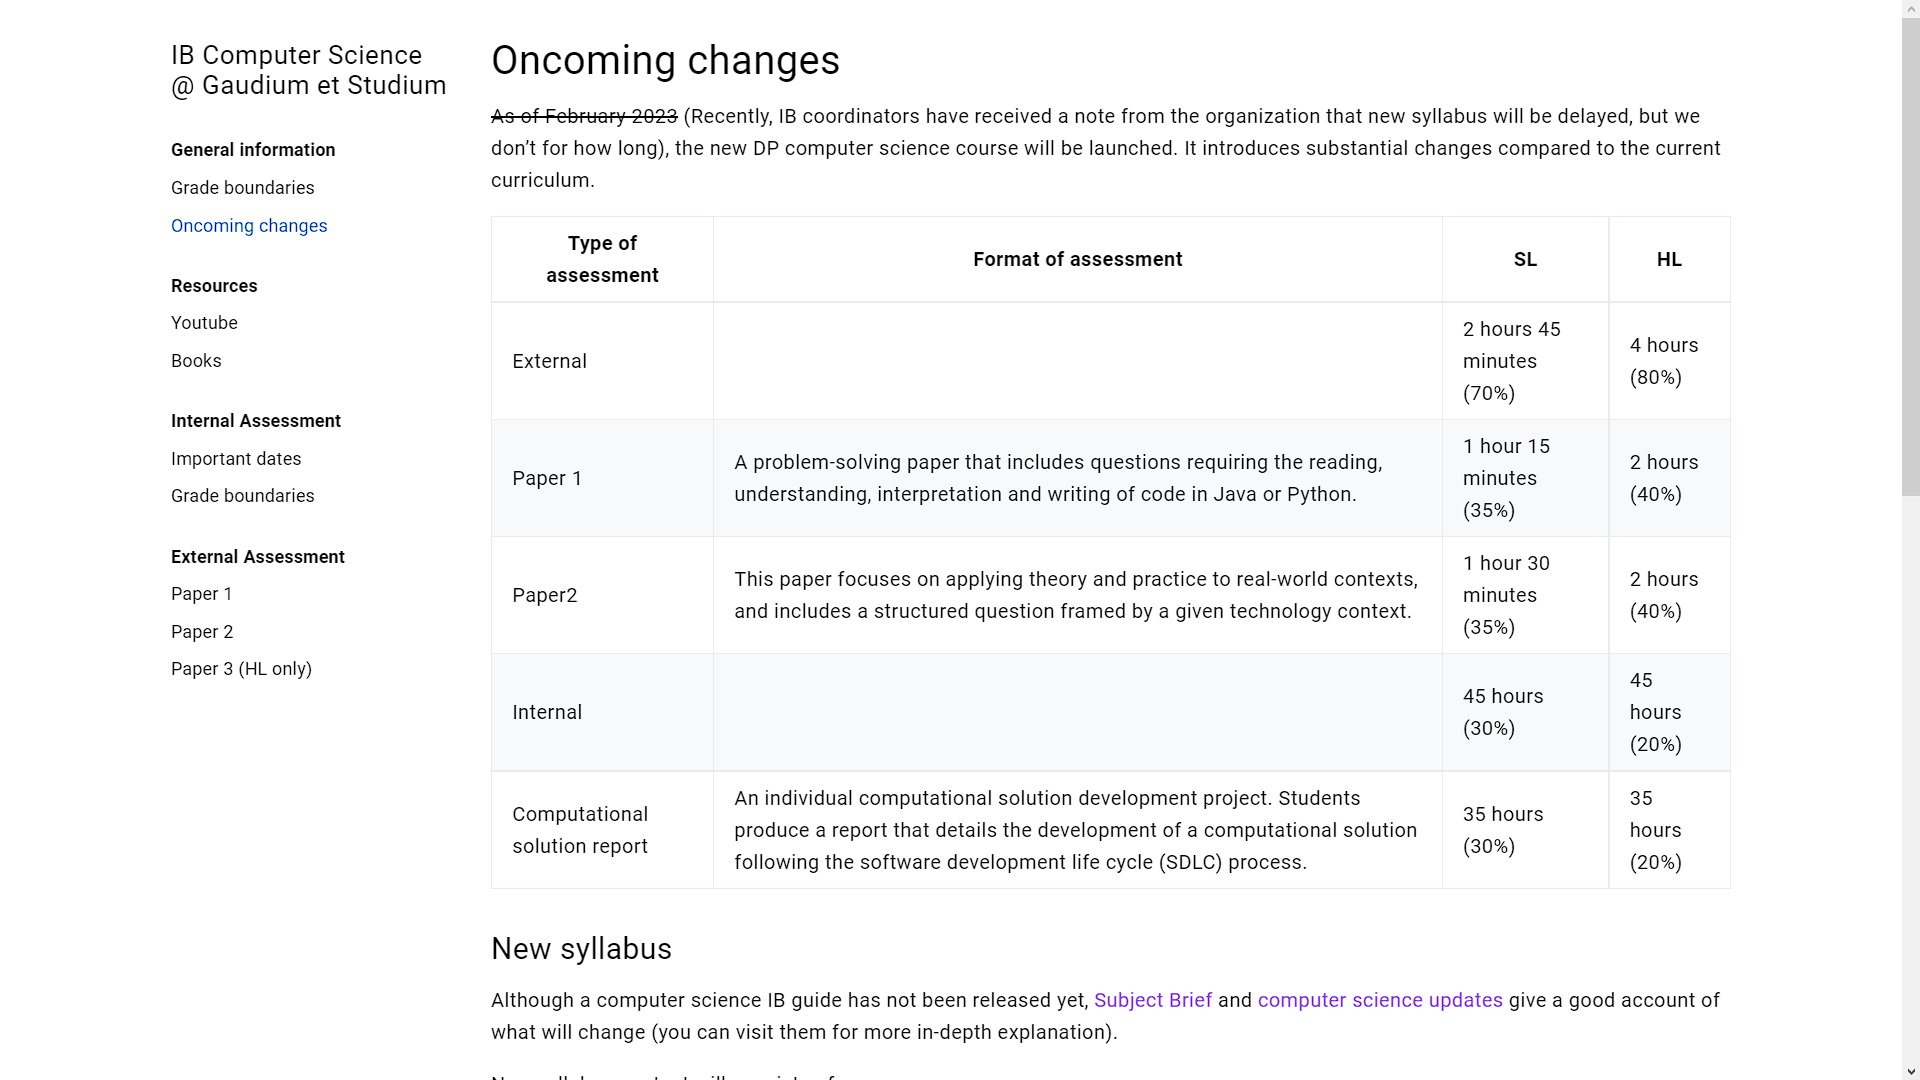 IB Computer Science
@ Gaudium et Studium
General information
Grade boundaries
Oncoming changes
Resources
Youtube
Books
Internal Assessment
Important dates
Grade boundaries
External Assessment
Paper 1
Paper 2
Paper 3 (HL only)
Oncoming changes
As of February 2023 (Recently, IB coordinators have received a note from the organization that new syllabus will be delayed, but we
don’t for how long), the new DP computer science course will be launched. It introduces substantial changes compared to the current
curriculum.
Type of
assessment
Format of assessment
SL
HL
External
2 hours 45
minutes
(70%)
4 hours
(80%)
Paper 1
A problem-solving paper that includes questions requiring the reading,
understanding, interpretation and writing of code in Java or Python.
1 hour 15
minutes
(35%)
2 hours
(40%)
Paper2
This paper focuses on applying theory and practice to real-world contexts,
and includes a structured question framed by a given technology context.
1 hour 30
minutes
(35%)
2 hours
(40%)
Internal
45 hours
(30%)
45
hours
(20%)
Computational
solution report
An individual computational solution development project. Students
produce a report that details the development of a computational solution
following the software development life cycle (SDLC) process.
35 hours
(30%)
35
hours
(20%)
New syllabus
Although a computer science IB guide has not been released yet, Subject Brief and computer science updates give a good account of
what will change (you can visit them for more in-depth explanation).